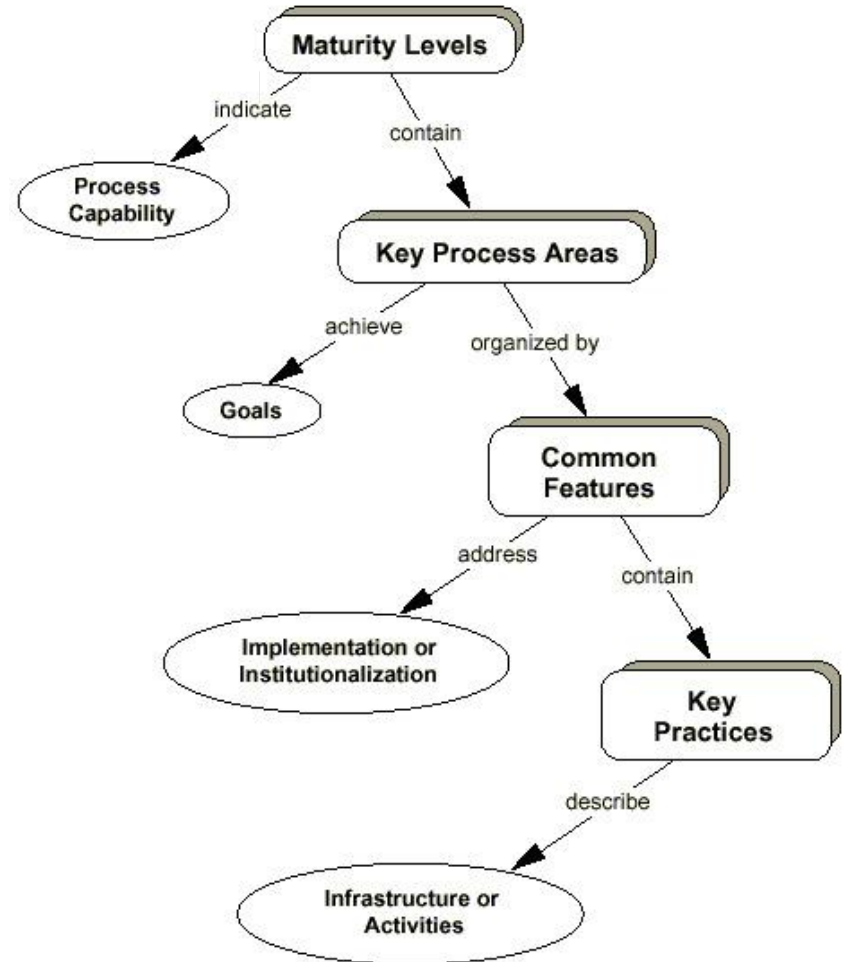 Maturity Levels
indicate
contain
Process
Capability
Key Process Areas
achieve
organized by
Goals
Common
Features
address
contain
Implementation or
Institutionalization
Key
Practices
describe
Infrastructure or
Activities